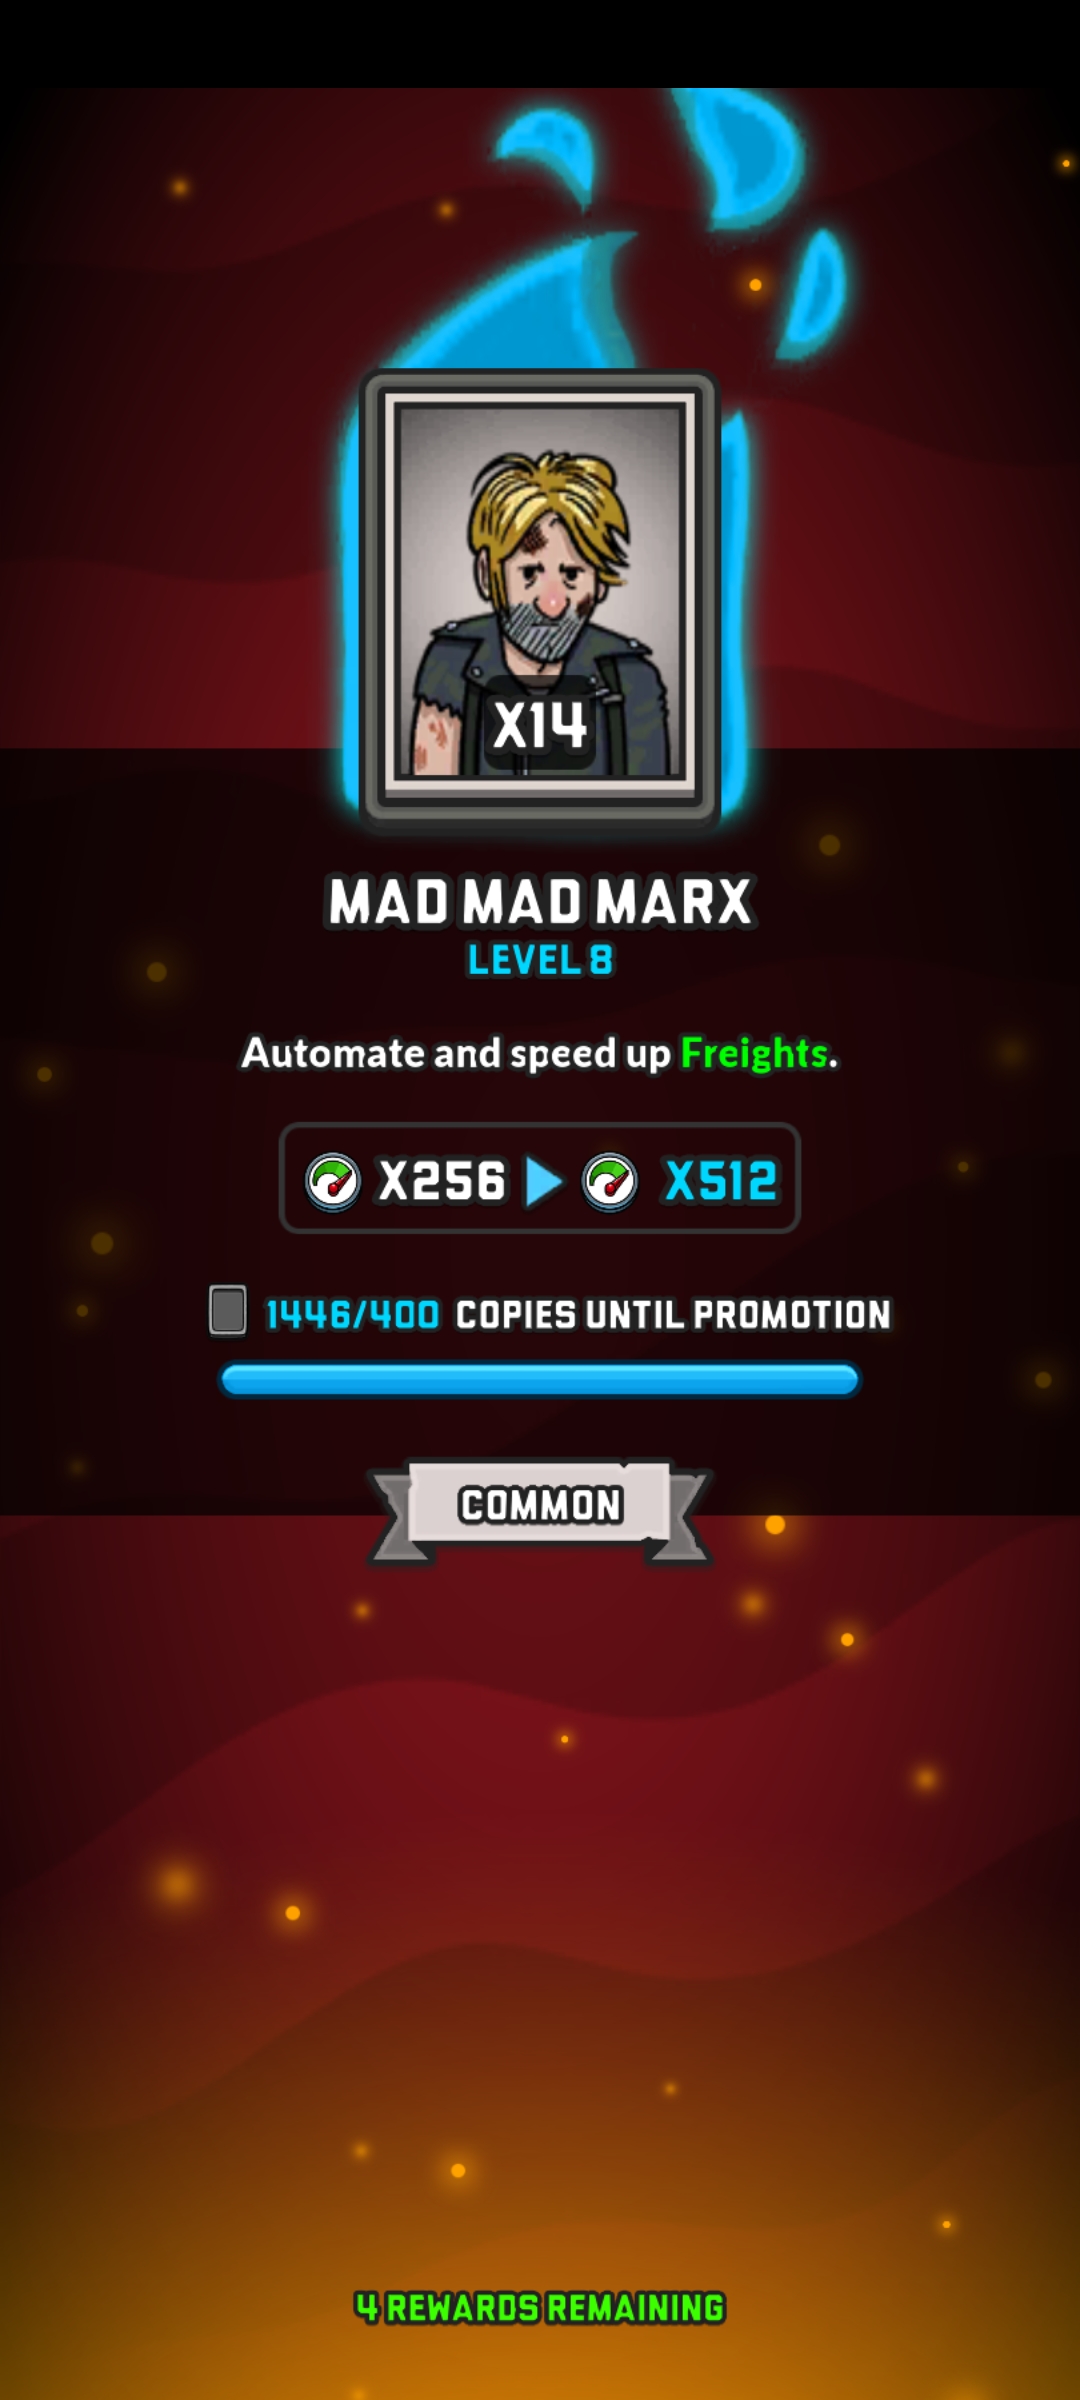 X14
MAD MAD MARX
LEVEL 8
Automate and speed up Freights.
X256 X512
1446/400 COPIES UNTIL PROMOTION
COMMON
4 REWARDS REMAINING